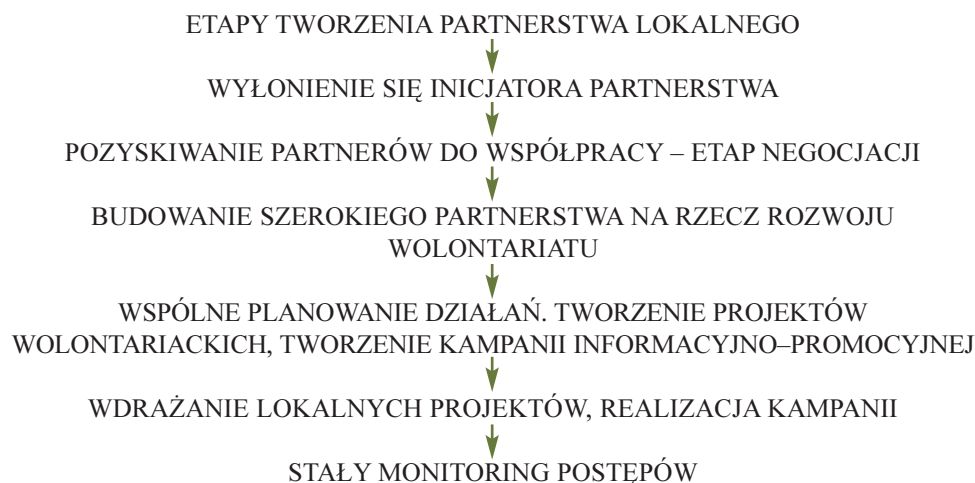 ETAPY TWORZENIA PARTNERSTWA LOKALNEGO
WYŁONIENIE SIĘ INICJATORA PARTNERSTWA
POZYSKIWANIE PARTNERÓW DO WSPÓŁPRACY – ETAP NEGOCJACJI
BUDOWANIE SZEROKIEGO PARTNERSTWA NA RZECZ ROZWOJU
WOLONTARIATU
WSPÓLNE PLANOWANIE DZIAŁAŃ. TWORZENIE PROJEKTÓW
WOLONTARIACKICH, TWORZENIE KAMPANII INFORMACYJNO–PROMOCYJNEJ
WDRAŻANIE LOKALNYCH PROJEKTÓW, REALIZACJA KAMPANII
STAŁY MONITORING POSTĘPÓW